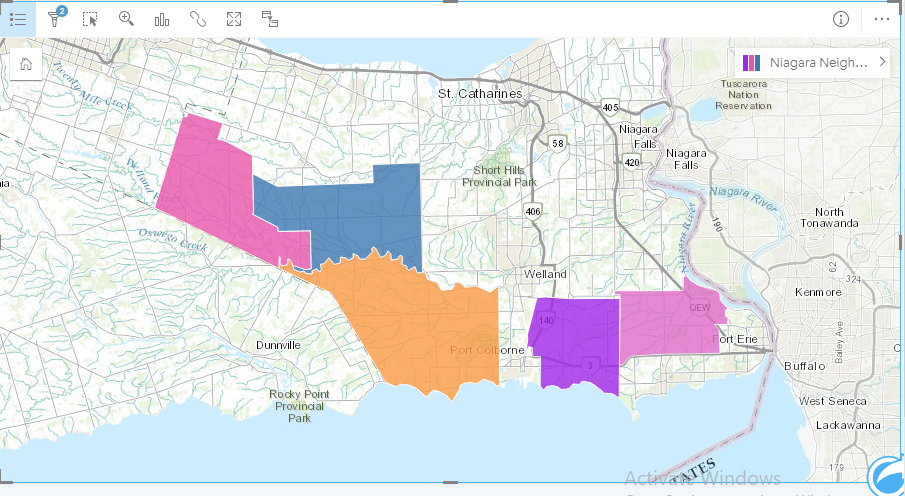 2
Niagara Neigh...
Twenty Mile Creek
St. Catharines
405
Tuscarora
Nation
Reservation
58
Niagara
Falls
420
Niagara
Falls
Short Hills
Provincial Park
nia
Welland River
Niagara River
406
190
North
Tonawanda
Oswego Creek
Niagara River
62
324
Welland
Kenmore
QEW
140
Baley Ave
Dunnville
Port Colborne
Fort Erie
3
Buffalo
Rocky Point
Provincial
Park
West Seneca
Lackawanna
179
TATES
Activate Windows